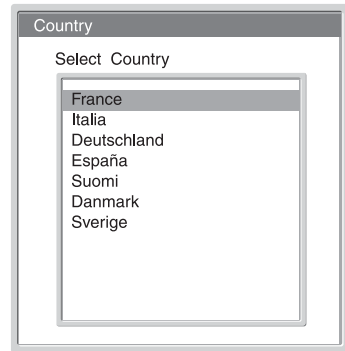 Country
Select Country
France
Italia
Deutschland
España
Suomi
Danmark
Sverige